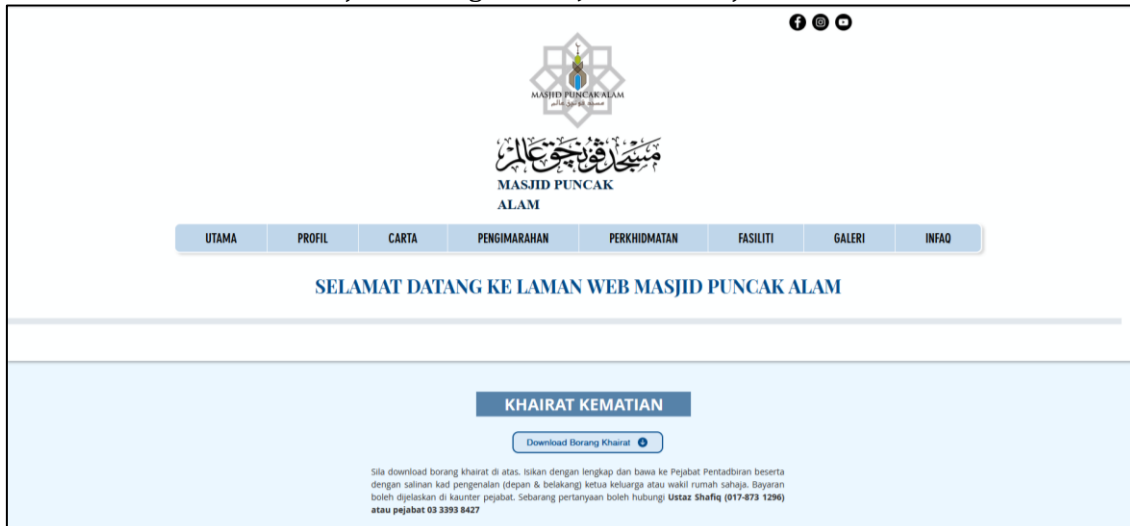 MASJID PUNCAK ALAM
مسجد ڤونچق عالم
مسجد ڤونچق عالم
MASJID PUNCAK
ALAM
UTAMA PROFIL CARTA PENGIMARAHAN PERKHIDMATAN FASILITI GALERI INFAQ
SELAMAT DATANG KE LAMAN WEB MASJID PUNCAK ALAM
KHAIRAT KEMATIAN
Download Borang Khairat
Sila download borang khairat di atas. Isikan dengan lengkap dan bawa ke Pejabat Pentadbiran beserta
dengan salinan kad pengenalan (depan & belakang) ketua keluarga atau wakil rumah sahaja. Bayaran
boleh dijelaskan di kaunter pejabat. Sebarang pertanyaan boleh hubungi Ustaz Shafiq (017-873 1296)
atau pejabat 03 3393 8427